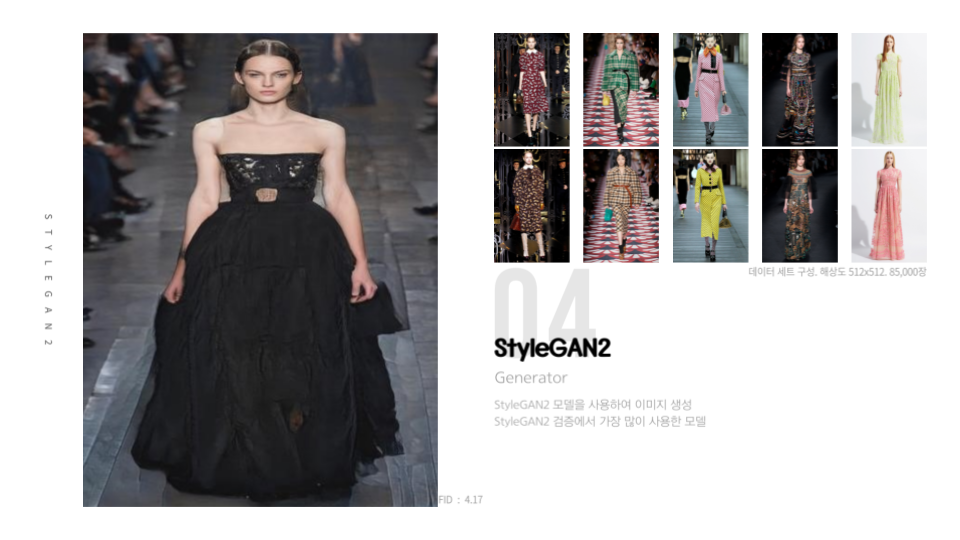 STYLEGAN2
데이터 세트 구성. 해상도 512x512. 85,000장
04
StyleGAN2
Generator
StyleGAN2 모델을 사용하여 이미지 생성
StyleGAN2 검증에서 가장 많이 사용한 모델
FID : 4.17